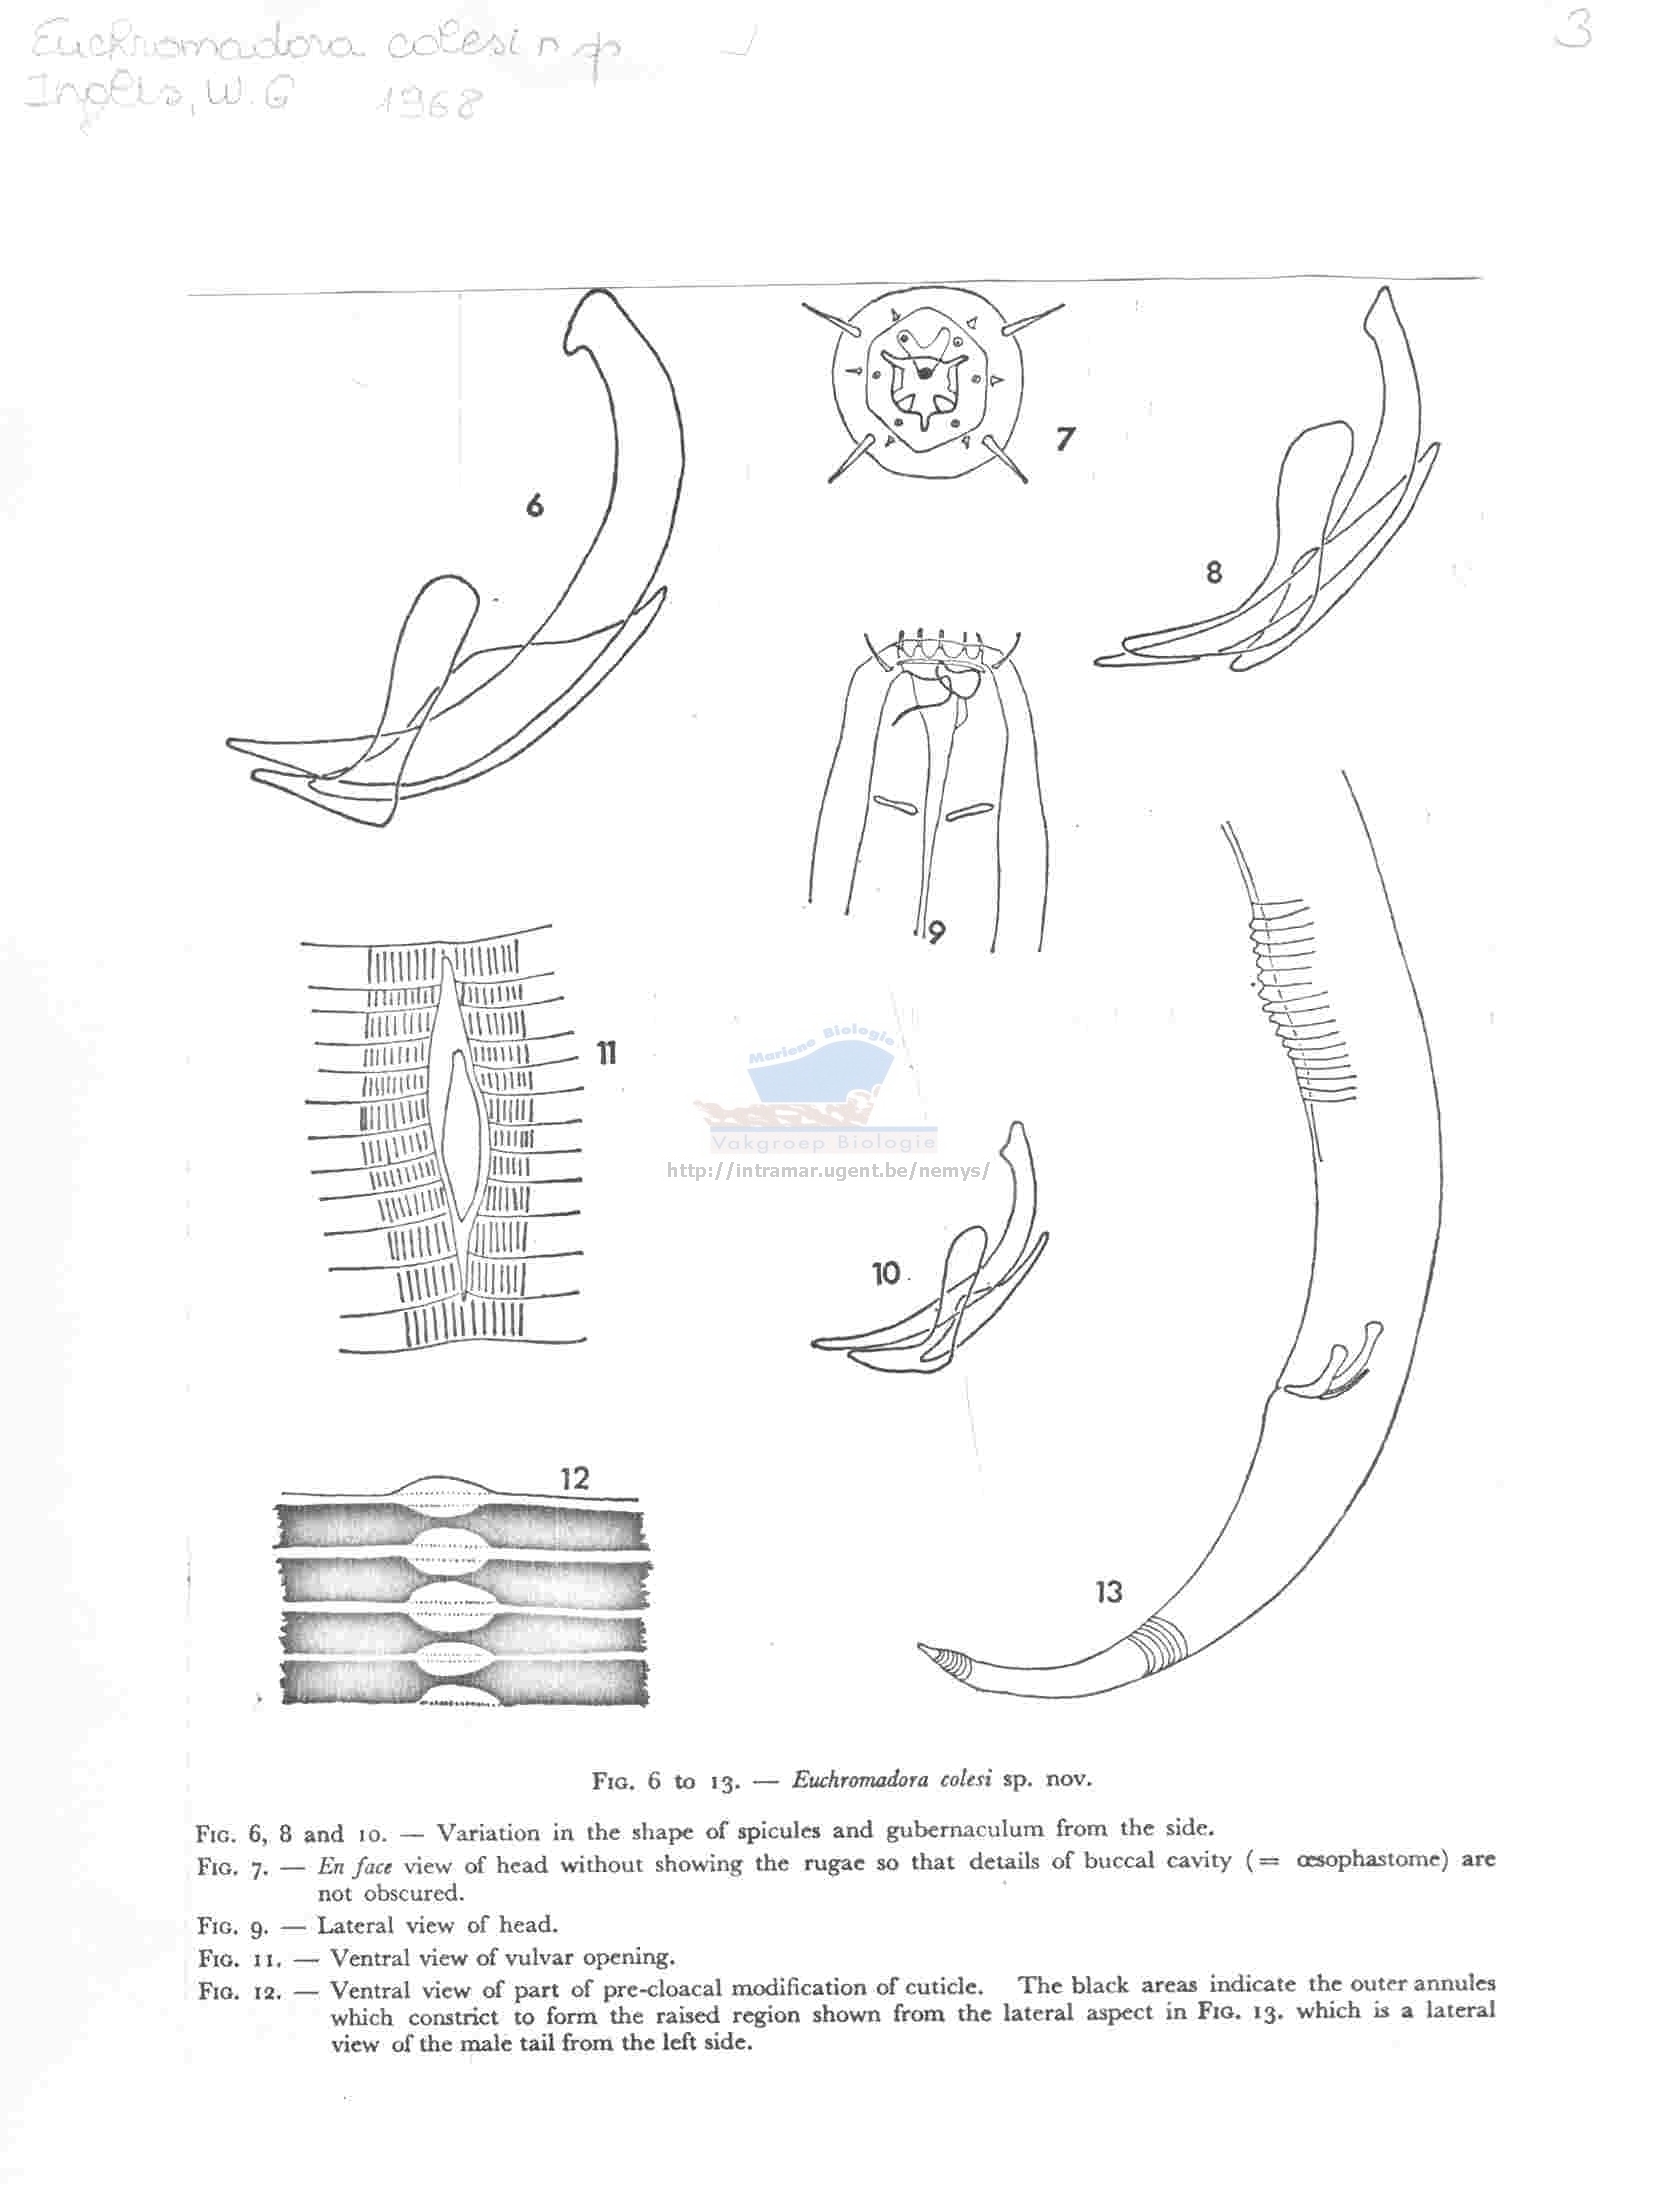 Euchromadora colesi n sp
3
Inglis, W.G 1968
6
7
8
9
11
Mariene Biologie
Vakgroep Biologie
http://intramar.ugent.be/nemys/
10
12
13
FIG. 6 to 13. — Euchromadora colesi sp. nov.
FIG. 6, 8 and 10. — Variation in the shape of spicules and gubernaculum from the side.
FIG. 7. — En face view of head without showing the rugae so that details of buccal cavity (= œsophastome) are
not obscured.
FIG. 9. — Lateral view of head.
FIG. 11. — Ventral view of vulvar opening.
FIG. 12. — Ventral view of part of pre-cloacal modification of cuticle. The black areas indicate the outer annules
which constrict to form the raised region shown from the lateral aspect in FIG. 13. which is a lateral
view of the male tail from the left side.